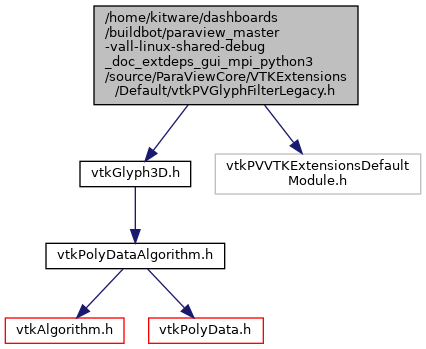 /home/kitware/dashboards
/buildbot/paraview_master
-vall-linux-shared-debug
_doc_extdeps_gui_mpi_python3
/source/ParaViewCore/VTKExtensions
/Default/vtkPVGlyphFilterLegacy.h
vtkGlyph3D.h
vtkPVVTKExtensionsDefault
Module.h
vtkPolyDataAlgorithm.h
vtkAlgorithm.h
vtkPolyData.h